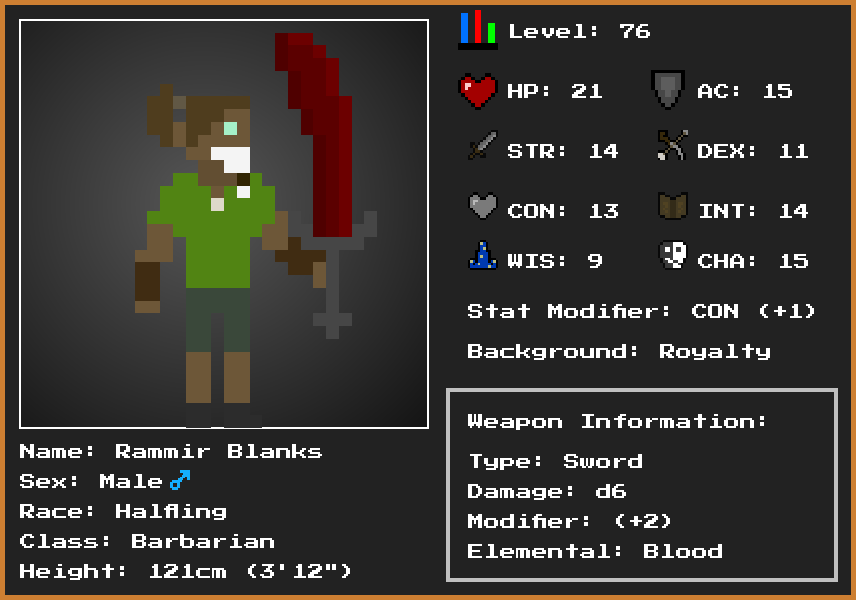 Level: 76
HP: 21
AC: 15
STR: 14
DEX: 11
CON: 13
INT: 14
WIS: 9
CHA: 15
Stat Modifier: CON (+1)
Background: Royalty
Weapon Information:
Type: Sword
Damage: d6
Modifier: (+2)
Elemental: Blood
Name: Rammir Blanks
Sex: Male♂
Race: Halfling
Class: Barbarian
Height: 121cm (3'12")